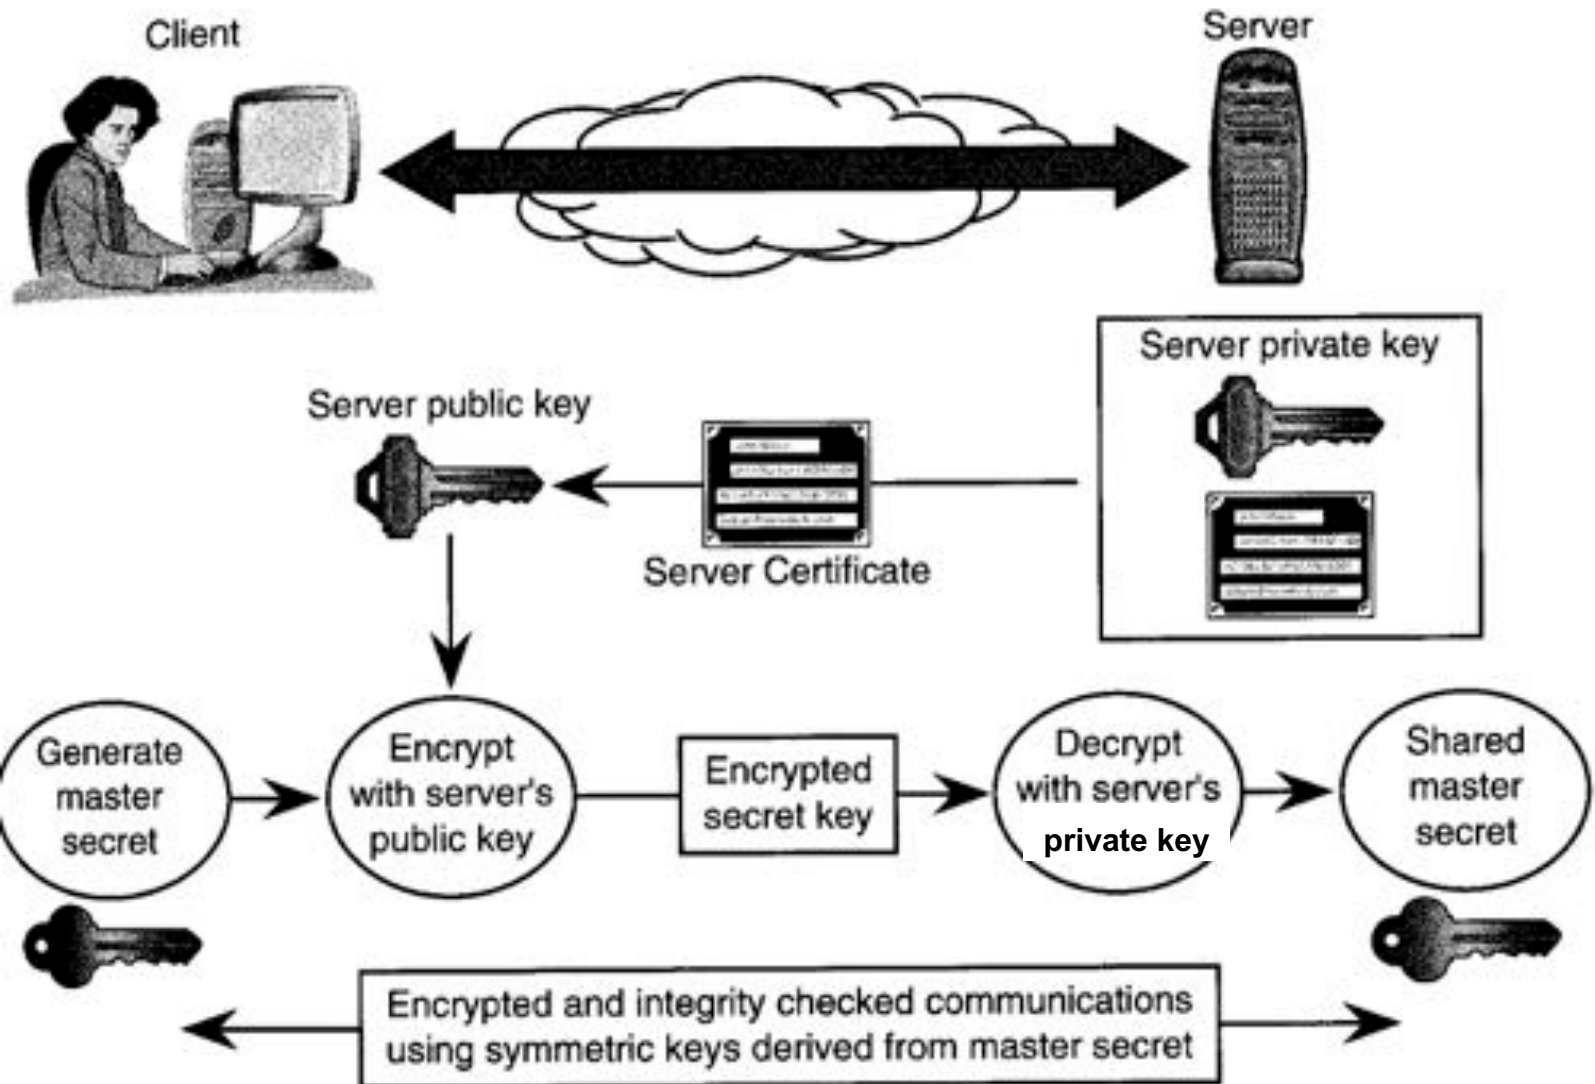 Client
Server
Server private key
Server public key
Server Certificate
Generate
master
secret
Encrypt
with server's
public key
Encrypted
secret key
Decrypt
with server's
private key
Shared
master
secret
Encrypted and integrity checked communications
using symmetric keys derived from master secret